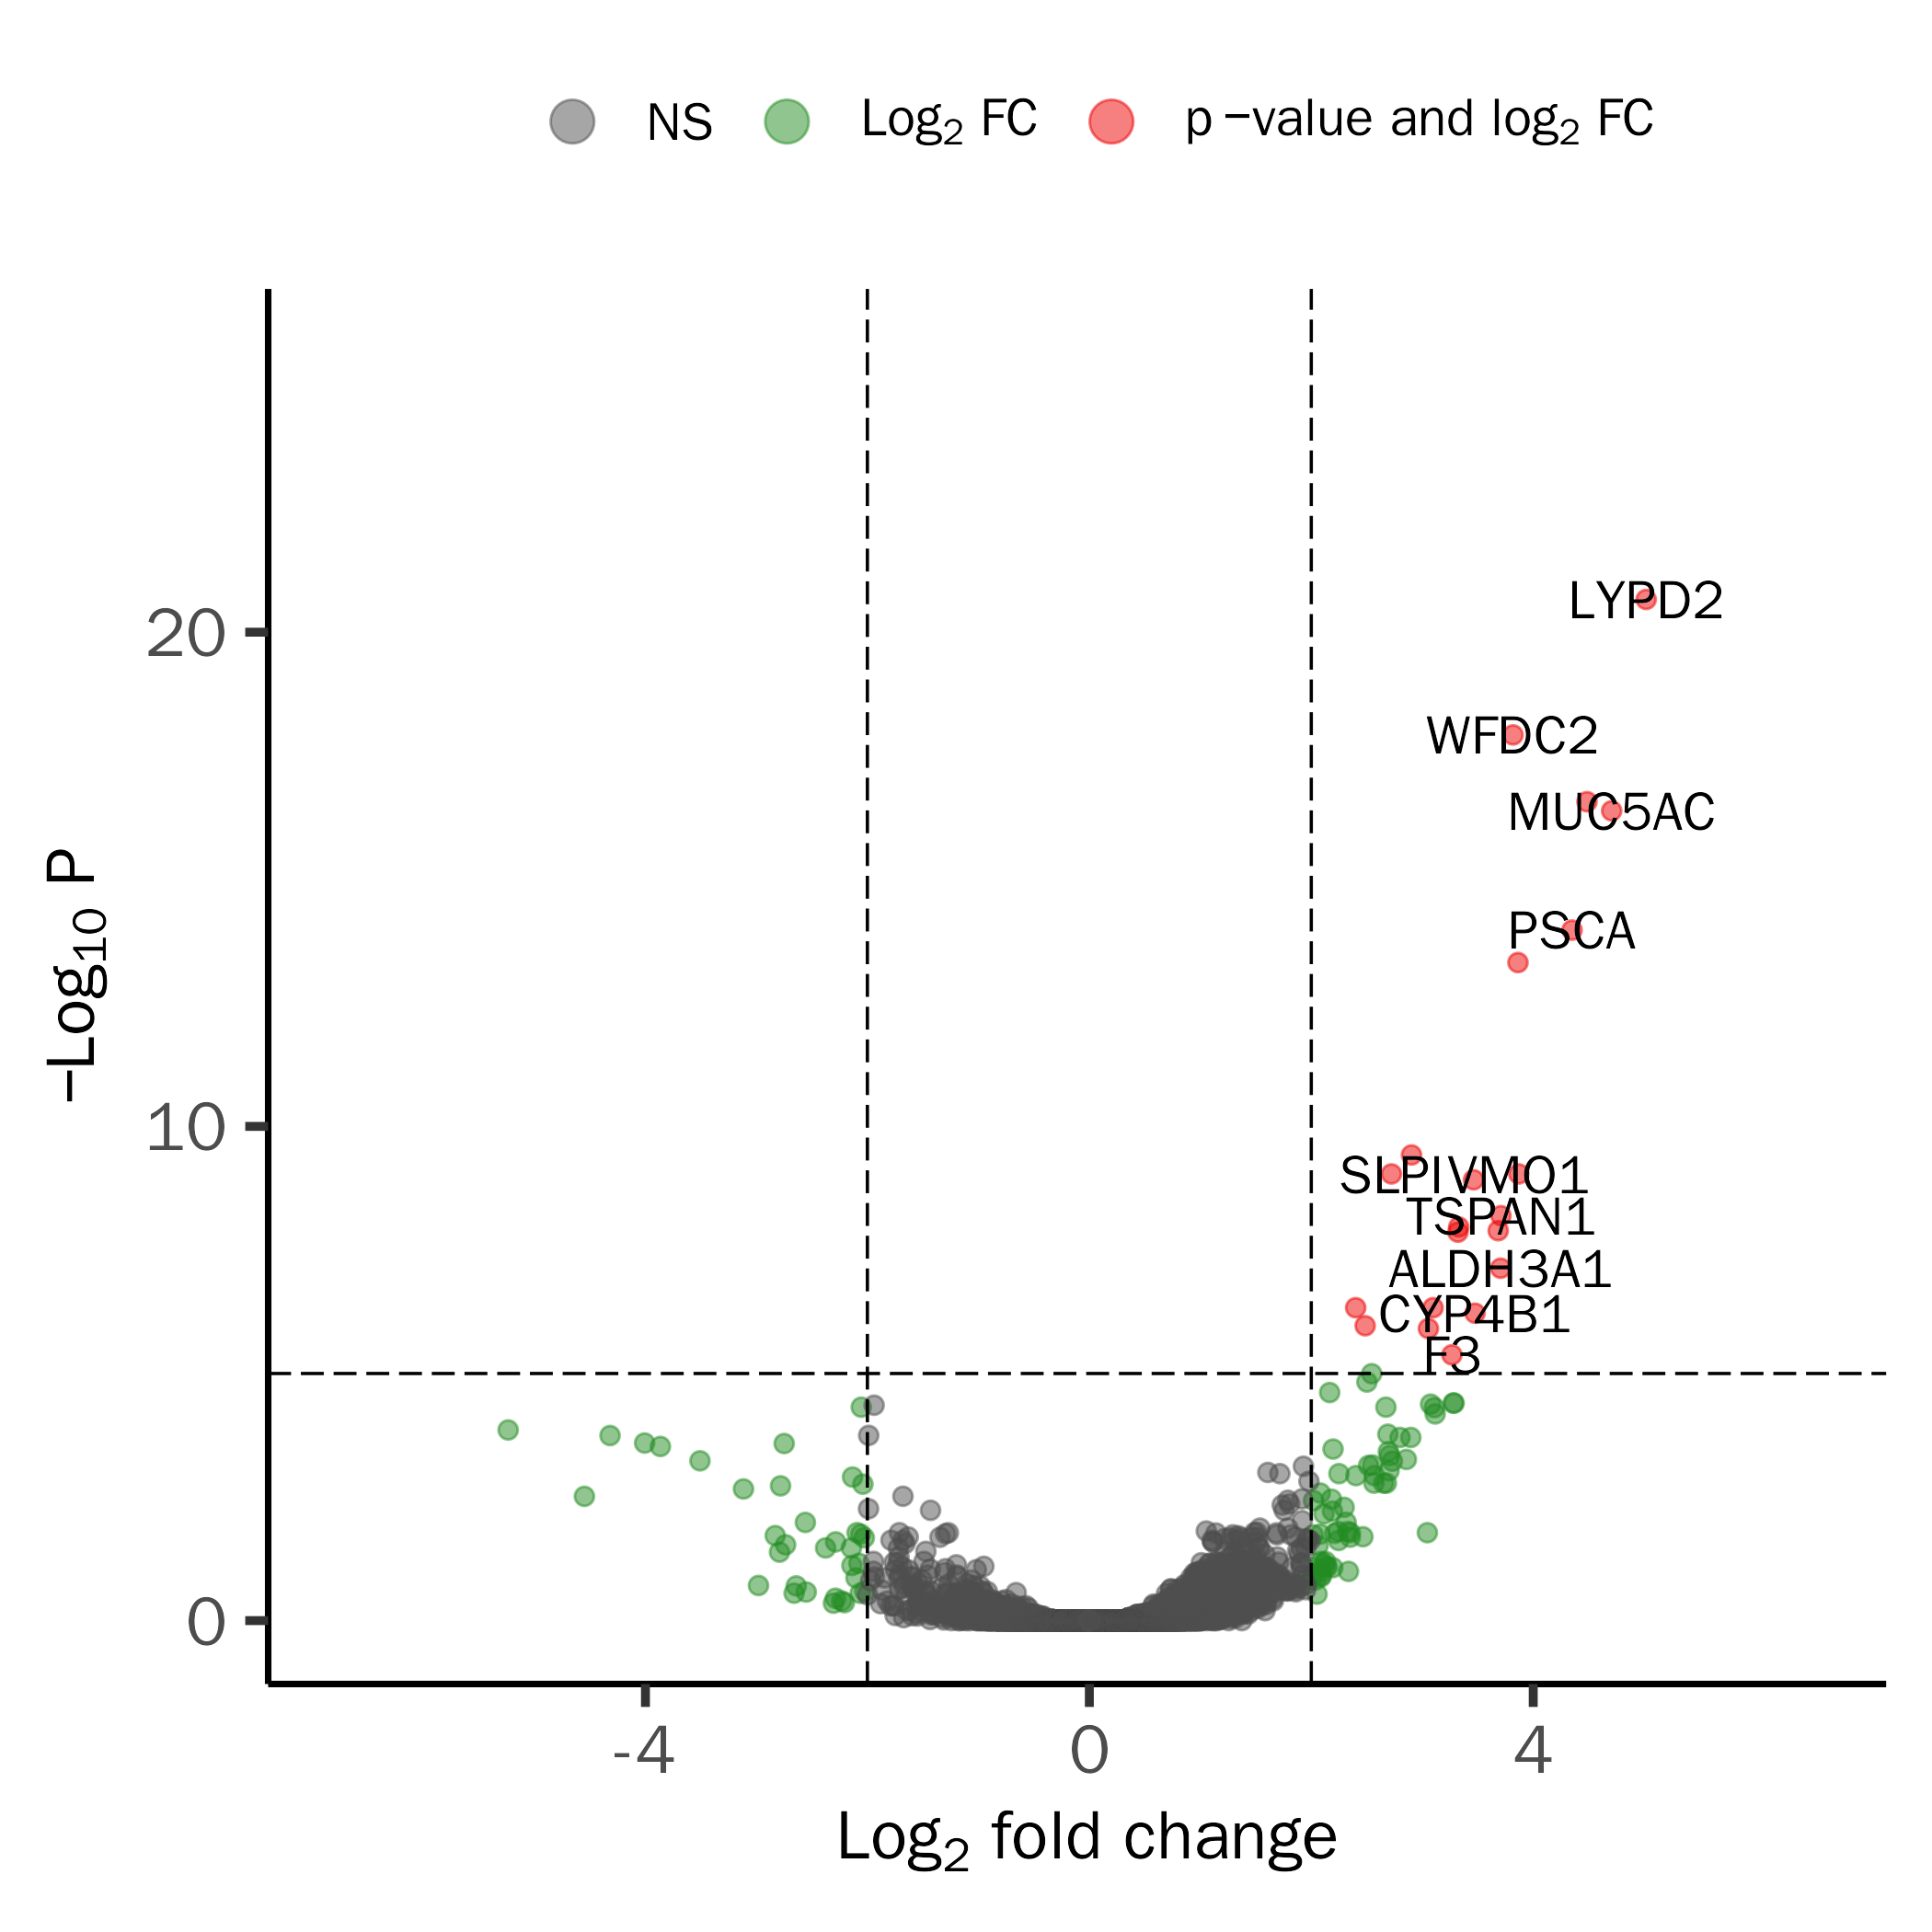 NS Log2 FC p −value and log2 FC
LYPD2
20
WFDC2
MUC5AC
PSCA
−Log10 P
10
SLPI VMO1
TSPAN1
ALDH3A1
CYP4B1
F3
0
-4 0 4
Log2 fold change